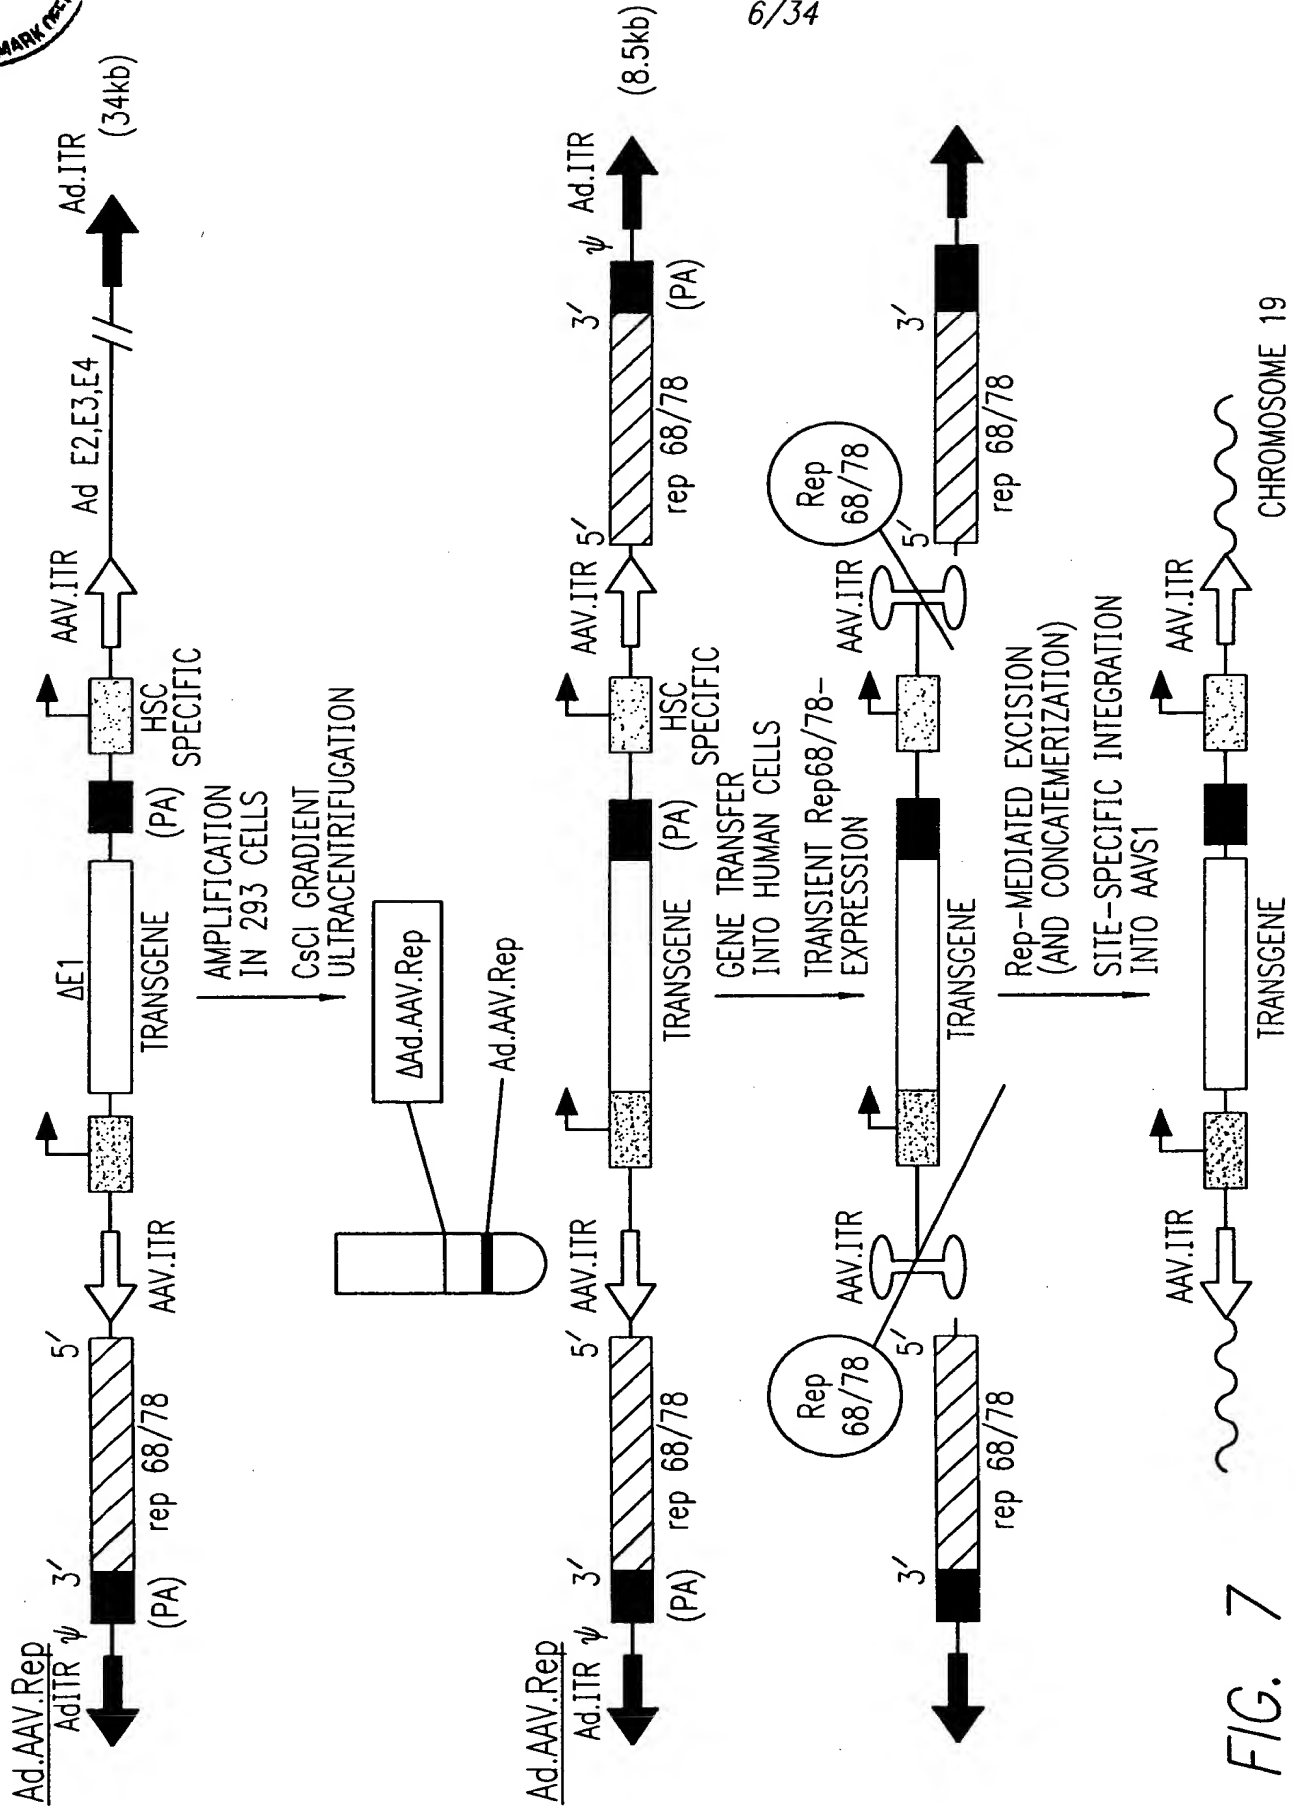 6/34
MARK
Ad.AAV.Rep
AdITR ψ 3′ 5′ ΔE1 Ad E2,E3,E4 Ad.ITR
(PA) rep 68/78 AAV.ITR TRANSGENE (PA) HSC SPECIFIC AAV.ITR (34kb)
AMPLIFICATION
IN 293 CELLS
CsCl GRADIENT
ULTRACENTRIFUGATION
ΔAd.AAV.Rep
Ad.AAV.Rep
Ad.AAV.Rep
Ad.ITR ψ 3′ 5′ AAV.ITR AAV.ITR 5′ 3′ ψ Ad.ITR (8.5kb)
(PA) rep 68/78 TRANSGENE (PA) HSC SPECIFIC rep 68/78 (PA)
GENE TRANSFER
INTO HUMAN CELLS
TRANSIENT Rep68/78-
EXPRESSION
Rep
68/78
Rep
68/78
3′ 5′ AAV.ITR AAV.ITR 5′ 3′
rep 68/78 TRANSGENE rep 68/78
Rep-MEDIATED EXCISION
(AND CONCATEMERIZATION)
SITE-SPECIFIC INTEGRATION
INTO AAVS1
AAV.ITR AAV.ITR
TRANSGENE CHROMOSOME 19
FIG. 7